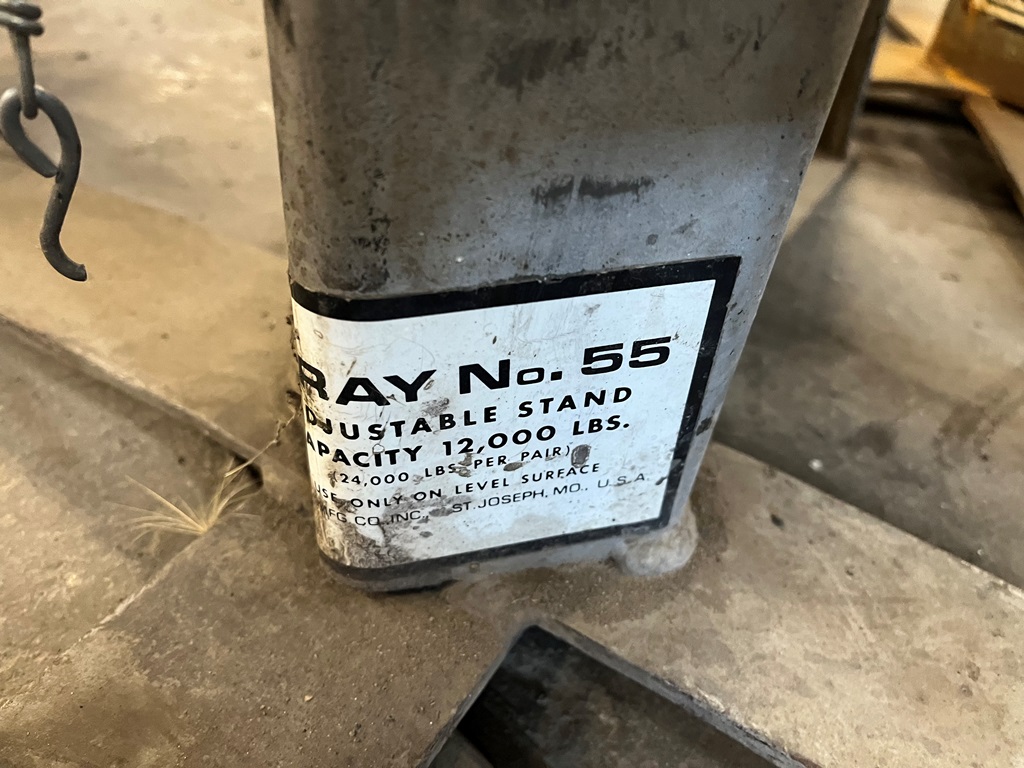 RAY No. 55
DJUSTABLE STAND
APACITY 12,000 LBS.
(24,000 LBS. PER PAIR)
USE ONLY ON LEVEL SURFACE
MFG. CO., INC., ST. JOSEPH, MO., U.S.A.